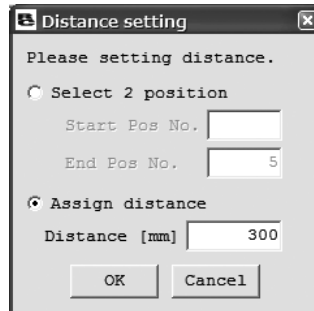 Distance setting
Please setting distance.
Select 2 position
Start Pos No.
End Pos No. 5
Assign distance
Distance [mm] 300
OK Cancel